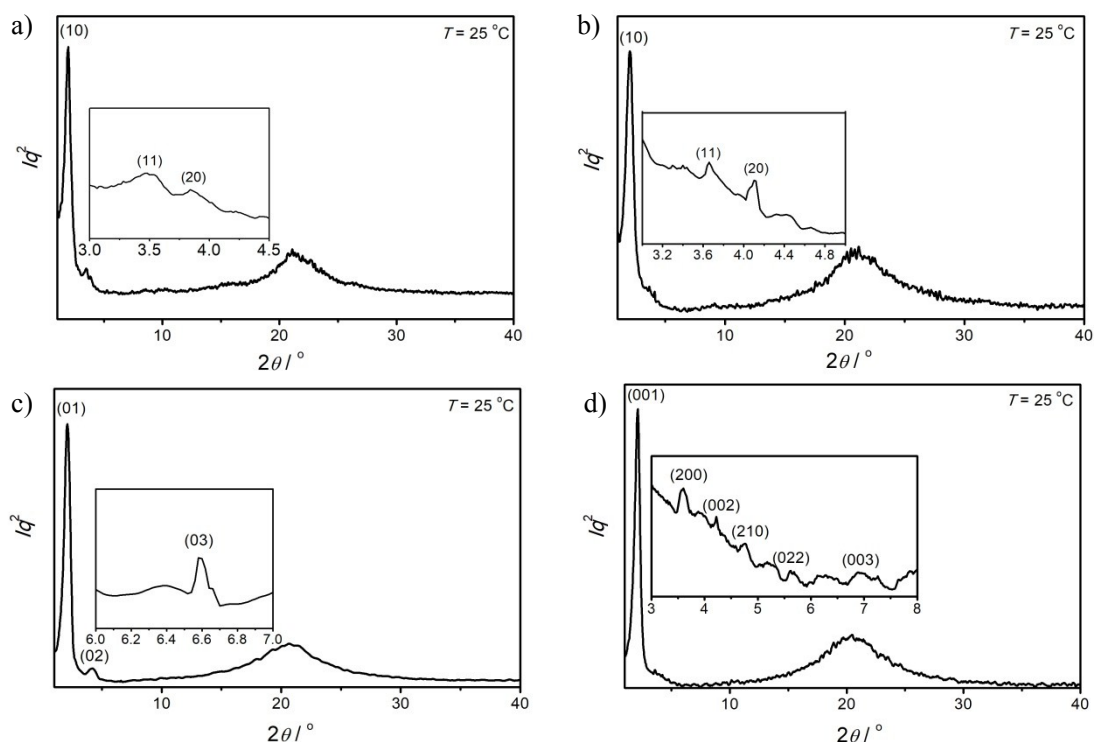 a)
(10)
T = 25 °C
Iq²
(11)
(20)
3.0 3.5 4.0 4.5
10 20 30 40
2θ / °
b)
(10)
T = 25 °C
Iq²
(11)
(20)
3.2 3.6 4.0 4.4 4.8
10 20 30 40
2θ / °
c)
(01)
T = 25 °C
Iq²
(03)
6.0 6.2 6.4 6.6 6.8 7.0
(02)
10 20 30 40
2θ / °
d)
(001)
T = 25 °C
Iq²
(200)
(002)
(210)
(022)
(003)
3 4 5 6 7 8
10 20 30 40
2θ / °